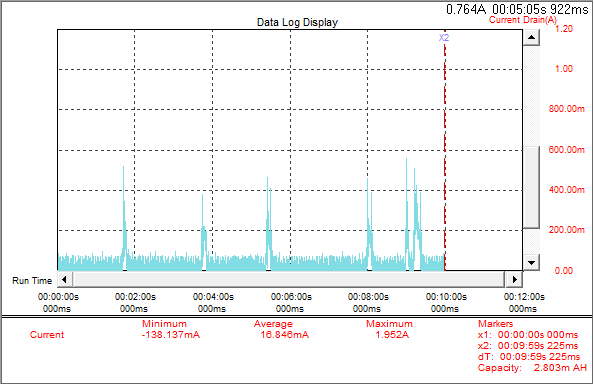 0.764A 00:05:05s 922ms
Data Log Display
Current Drain(A)
X2
1.20
1.00
800.00m
600.00m
400.00m
200.00m
0.00
Run Time
00:00:00s 00:02:00s 00:04:00s 00:06:00s 00:08:00s 00:10:00s 00:12:00s
000ms 000ms 000ms 000ms 000ms 000ms 000ms
Minimum Average Maximum Markers
Current -138.137mA 16.846mA 1.952A x1: 00:00:00s 000ms
x2: 00:09:59s 225ms
dT: 00:09:59s 225ms
Capacity: 2.803m AH